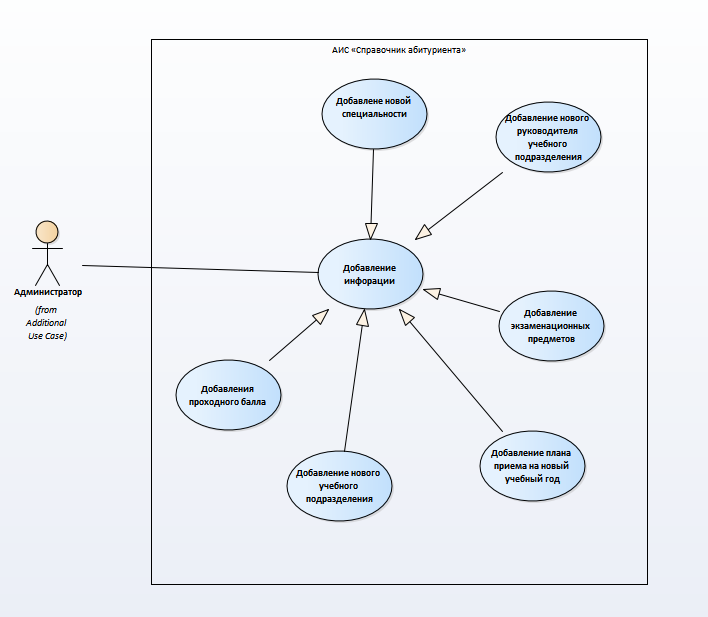 АИС «Справочник абитуриента»
Добавлене новой
специальности
Добавление нового
руководителя
учебного
подразделения
Администратор
(from
Additional
Use Case)
Добавление
инфорации
Добавление
экзаменационных
предметов
Добавления
проходного балла
Добавление нового
учебного
подразделения
Добавление плана
приема на новый
учебный год